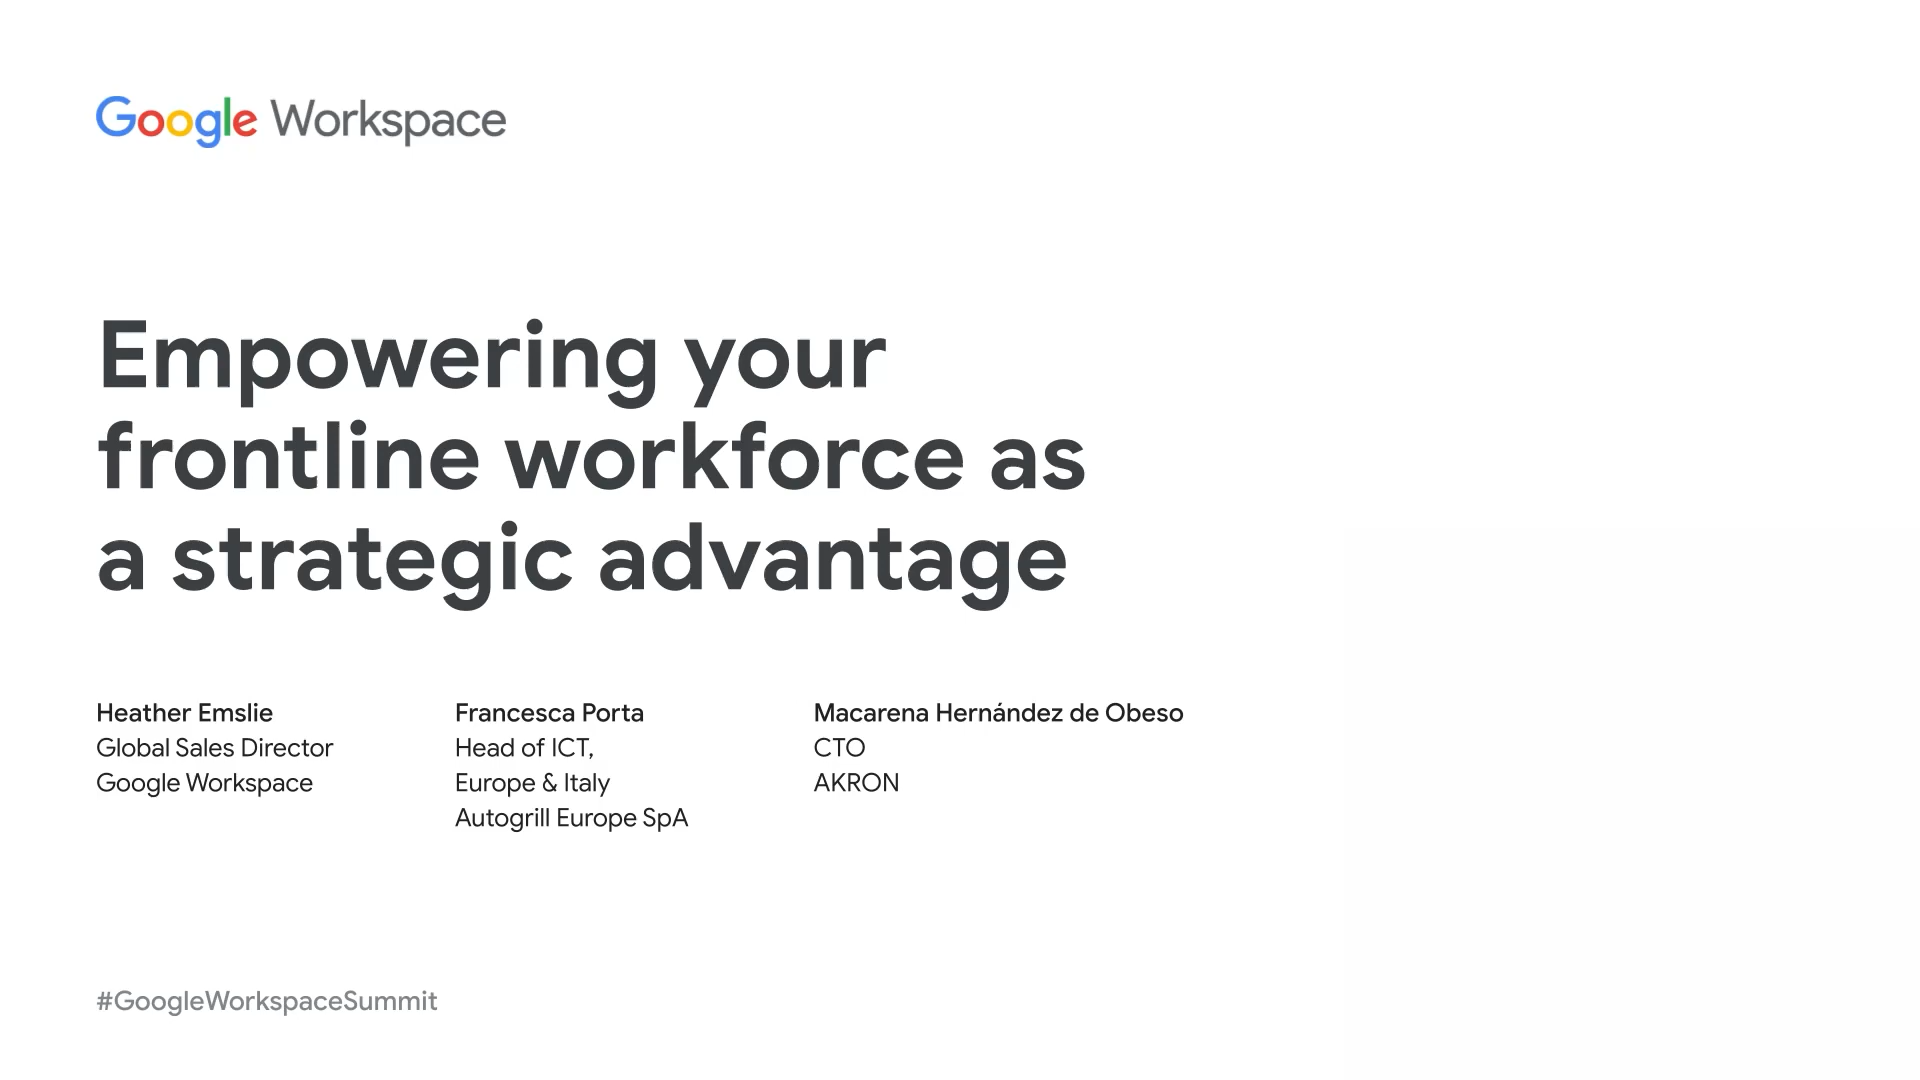 Google Workspace
Empowering your
frontline workforce as
a strategic advantage
Heather Emslie
Global Sales Director
Google Workspace
Francesca Porta
Head of ICT,
Europe & Italy
Autogrill Europe SpA
Macarena Hernández de Obeso
CTO
AKRON
#GoogleWorkspaceSummit